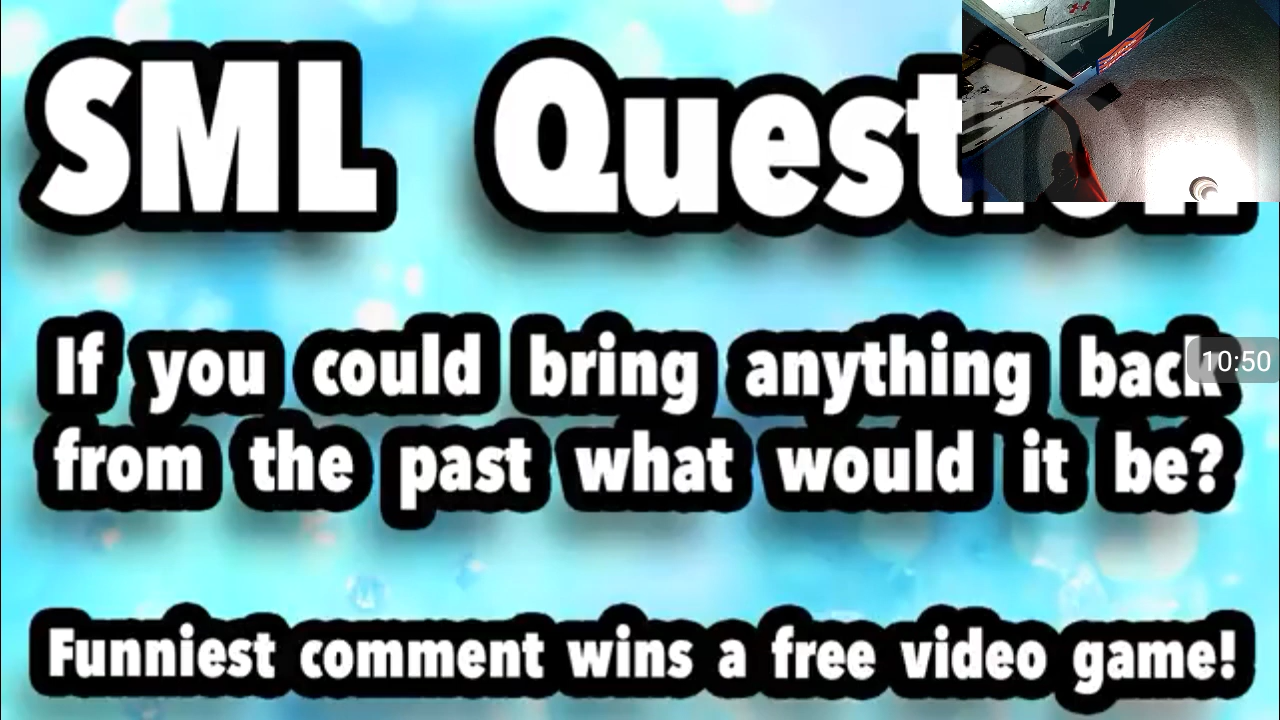 SML Question
If you could bring anything back
10:50
from the past what would it be?
Funniest comment wins a free video game!